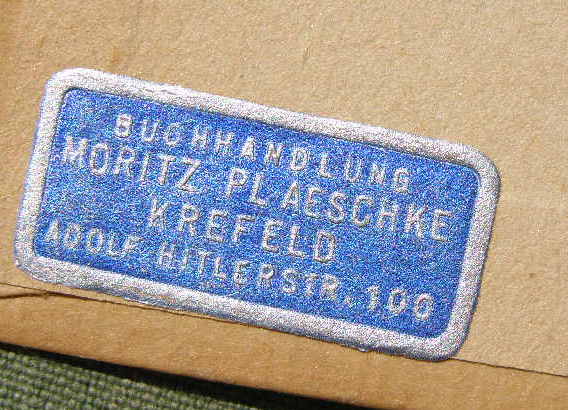 BUCHHANDLUNG
MORITZ PLAESCHKE
KREFELD
ADOLF HITLERSTR. 100